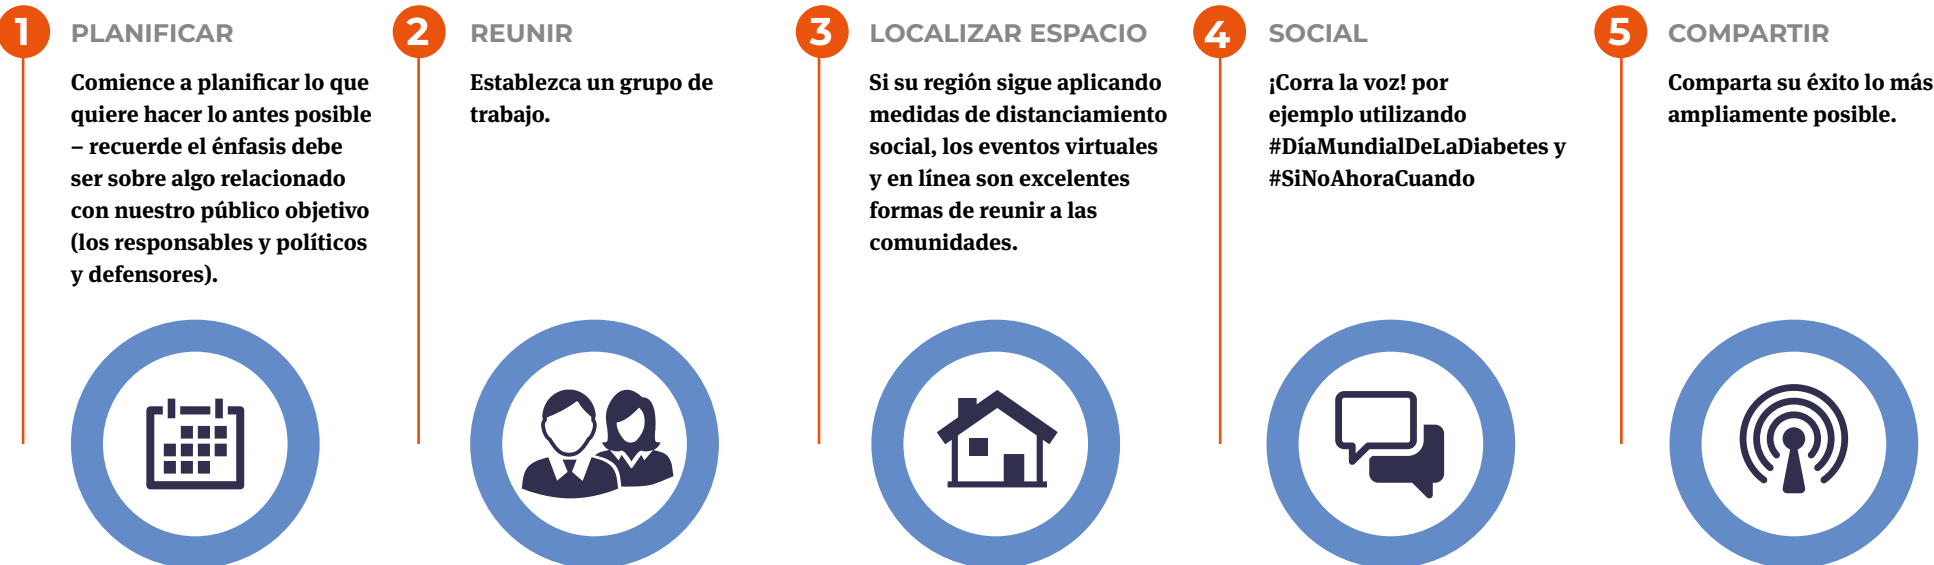 1
PLANIFICAR
Comience a planificar lo que
quiere hacer lo antes posible
– recuerde el énfasis debe
ser sobre algo relacionado
con nuestro público objetivo
(los responsables y políticos
y defensores).
2
REUNIR
Establezca un grupo de
trabajo.
3
LOCALIZAR ESPACIO
Si su región sigue aplicando
medidas de distanciamiento
social, los eventos virtuales
y en línea son excelentes
formas de reunir a las
comunidades.
4
SOCIAL
¡Corra la voz! por
ejemplo utilizando
#DíaMundialDeLaDiabetes y
#SiNoAhoraCuando
5
COMPARTIR
Comparta su éxito lo más
ampliamente posible.